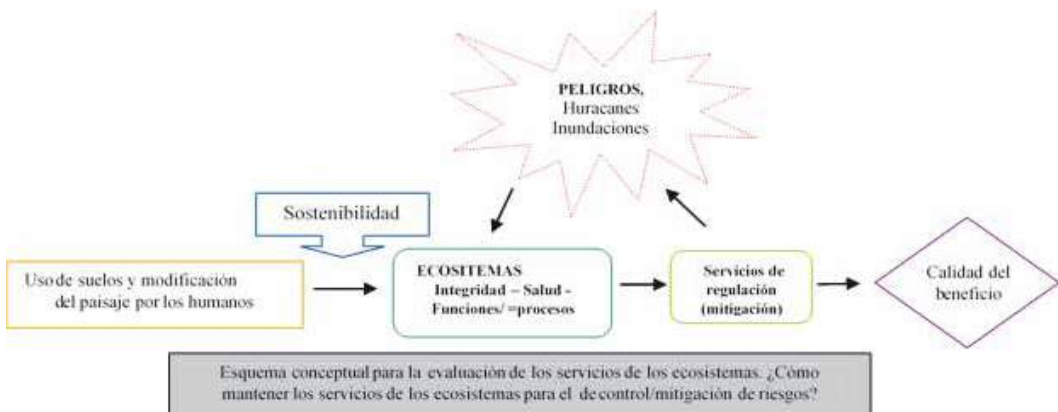 PELIGROS,
Huracanes
Inundaciones
Sostenibilidad
Uso de suelos y modificación
del paisaje por los humanos
ECOSITEMAS
Integridad – Salud -
Funciones/ =procesos
Servicios de
regulación
(mitigación)
Calidad del
beneficio
Esquema conceptual para la evaluación de los servicios de los ecosistemas. ¿Cómo
mantener los servicios de los ecosistemas para el de control/mitigación de riesgos?